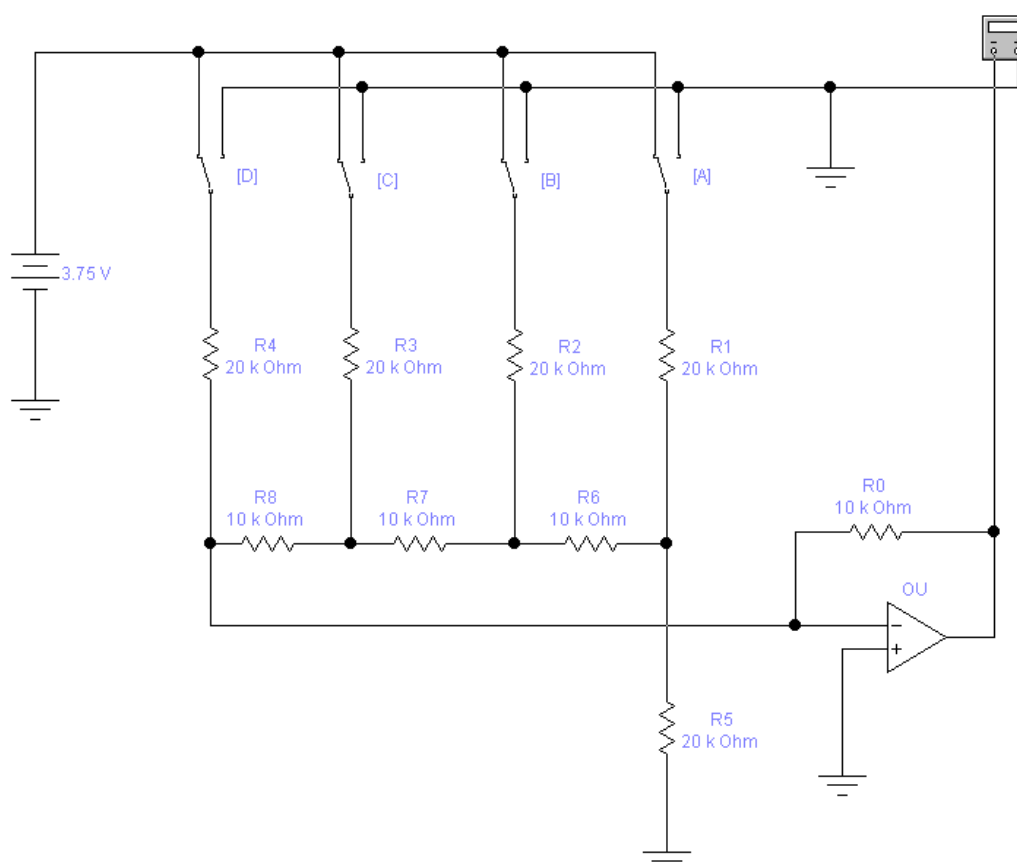 [D]
[C]
[B]
[A]
3.75 V
R4
20 k Ohm
R3
20 k Ohm
R2
20 k Ohm
R1
20 k Ohm
R8
10 k Ohm
R7
10 k Ohm
R6
10 k Ohm
R0
10 k Ohm
OU
R5
20 k Ohm